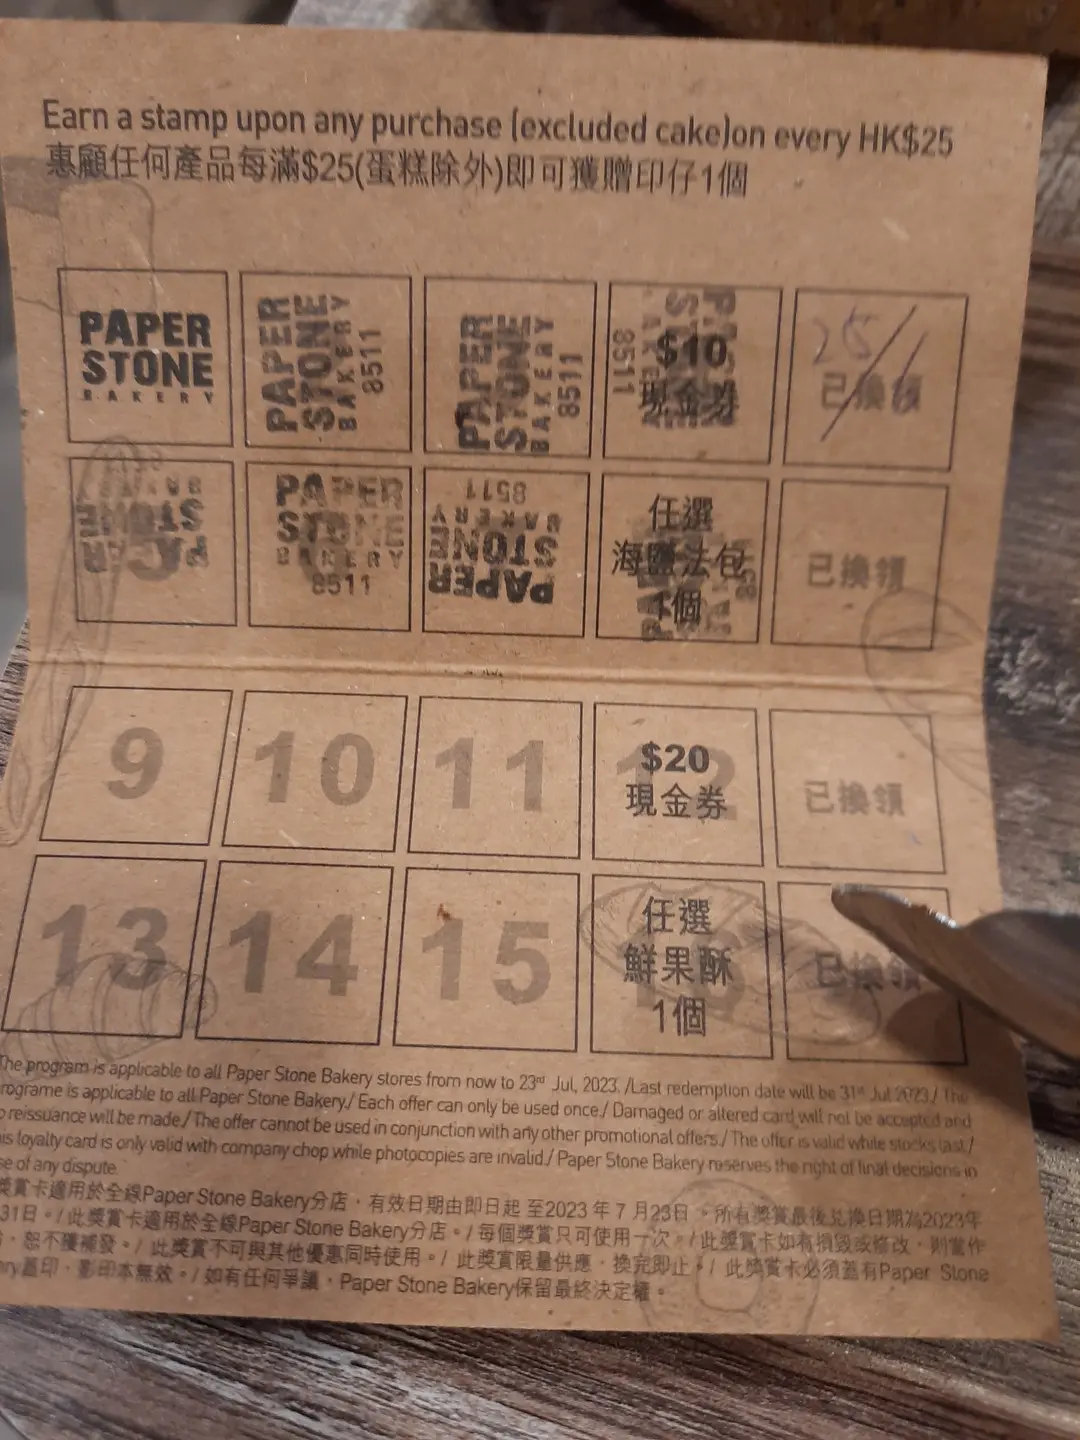 Earn a stamp upon any purchase (excluded cake)on every HK$25
惠顧任何產品每滿$25(蛋糕除外)即可獲贈印仔1個
PAPER
STONE
BAKERY
PAPER
STONE
BAKERY
8511
PAPER
STONE
BAKERY
8511
8511
$10
現金券
25/
已換領
PAPER
STONE
BAKERY
PAPER
STONE
BAKERY
8511
PAPER
STONE
BAKERY
8511
任選
海鹽法包
1個
已換領
9
10
11
12
$20
現金券
已換領
13
14
15
任選
鮮果酥
1個
已換領
The program is applicable to all Paper Stone Bakery stores from now to 23rd Jul, 2023. /Last redemption date will be 31st Jul 2023./ The
programe is applicable to all Paper Stone Bakery./ Each offer can only be used once./ Damaged or altered card will not be accepted and
reissuance will be made./ The offer cannot be used in conjunction with any other promotional offers./ The offer is valid while stocks last./
loyalty card is only valid with company chop while photocopies are invalid./ Paper Stone Bakery reserves the right of final decisions in
of any dispute.
獎賞卡適用於全線Paper Stone Bakery分店，有效日期由即日起 至2023 年 7 月23日。所有獎賞最後兌換日期為2023年
31日。/此獎賞卡適用於全線Paper Stone Bakery分店。/ 每個獎賞只可使用一次。/ 此獎賞卡如有損毀或修改，則當作
，恕不獲補發。/ 此獎賞不可與其他優惠同時使用。/ 此獎賞限量供應，換完即止。/ 此獎賞卡必須蓋有Paper Stone
蓋印，影印本無效。/ 如有任何爭議，Paper Stone Bakery保留最終決定權。